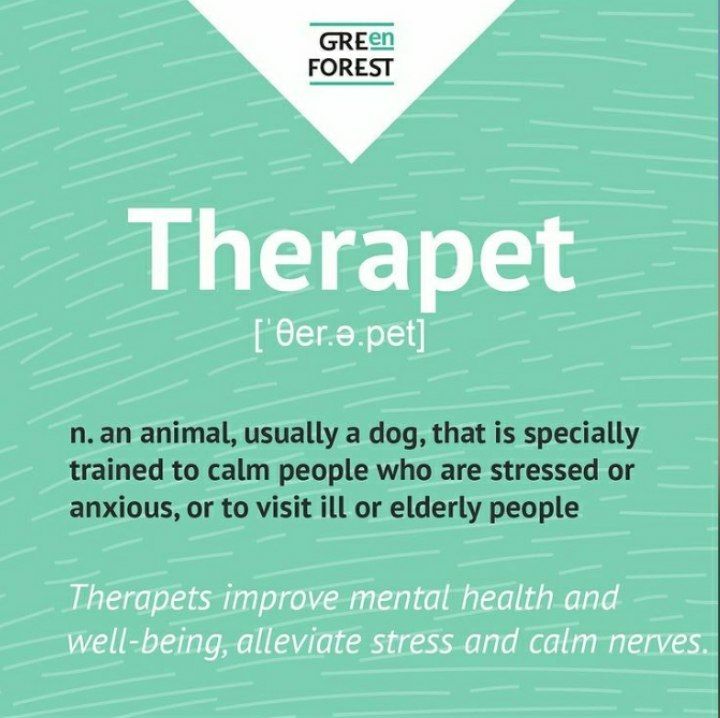 GREen
FOREST
Therapet
[ˈθer.ə.pet]
n. an animal, usually a dog, that is specially
trained to calm people who are stressed or
anxious, or to visit ill or elderly people
Therapets improve mental health and
well-being, alleviate stress and calm nerves.